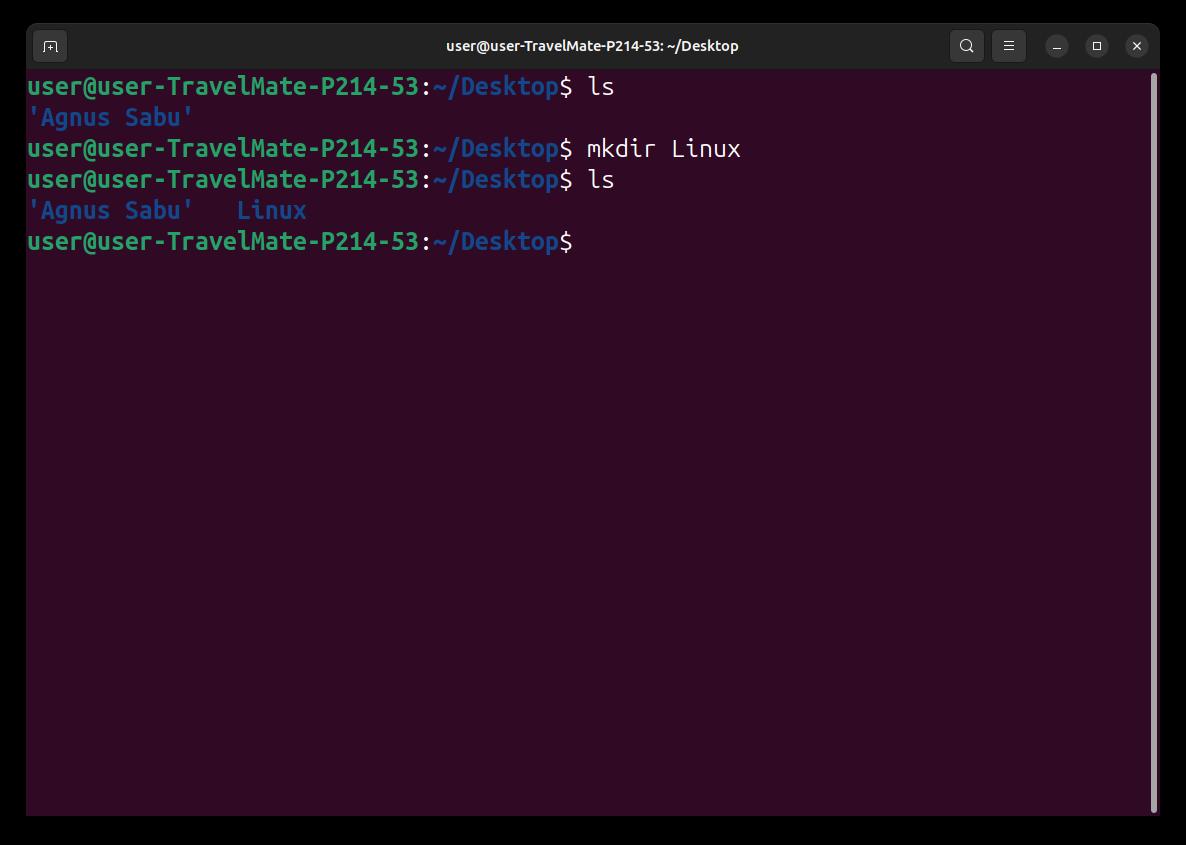 user@user-TravelMate-P214-53: ~/Desktop
user@user-TravelMate-P214-53:~/Desktop$ ls
'Agnus Sabu'
user@user-TravelMate-P214-53:~/Desktop$ mkdir Linux
user@user-TravelMate-P214-53:~/Desktop$ ls
'Agnus Sabu'   Linux
user@user-TravelMate-P214-53:~/Desktop$